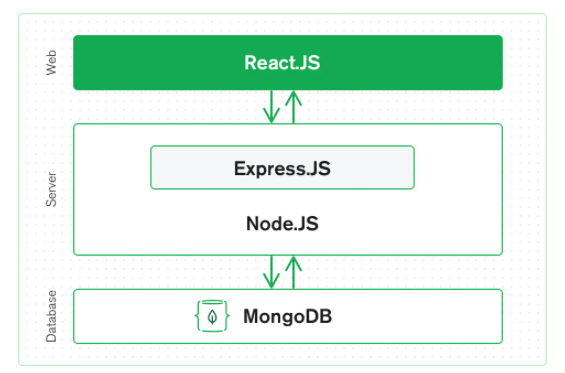 Web
React.JS
Server
Express.JS
Node.JS
Database
MongoDB